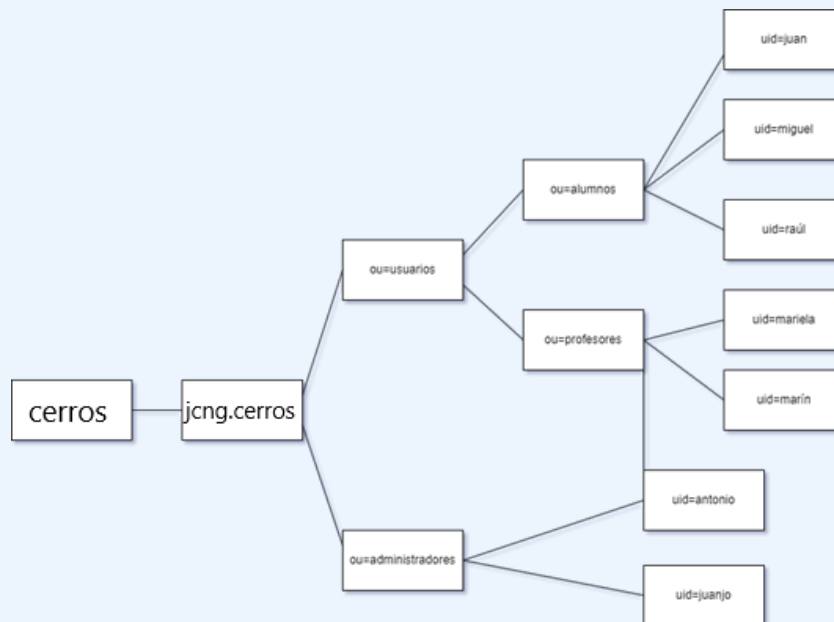 cerros
jcng.cerros
ou=usuarios
ou=alumnos
uid=juan
uid=miguel
uid=raúl
ou=profesores
uid=mariela
uid=marín
ou=administradores
uid=antonio
uid=juanjo